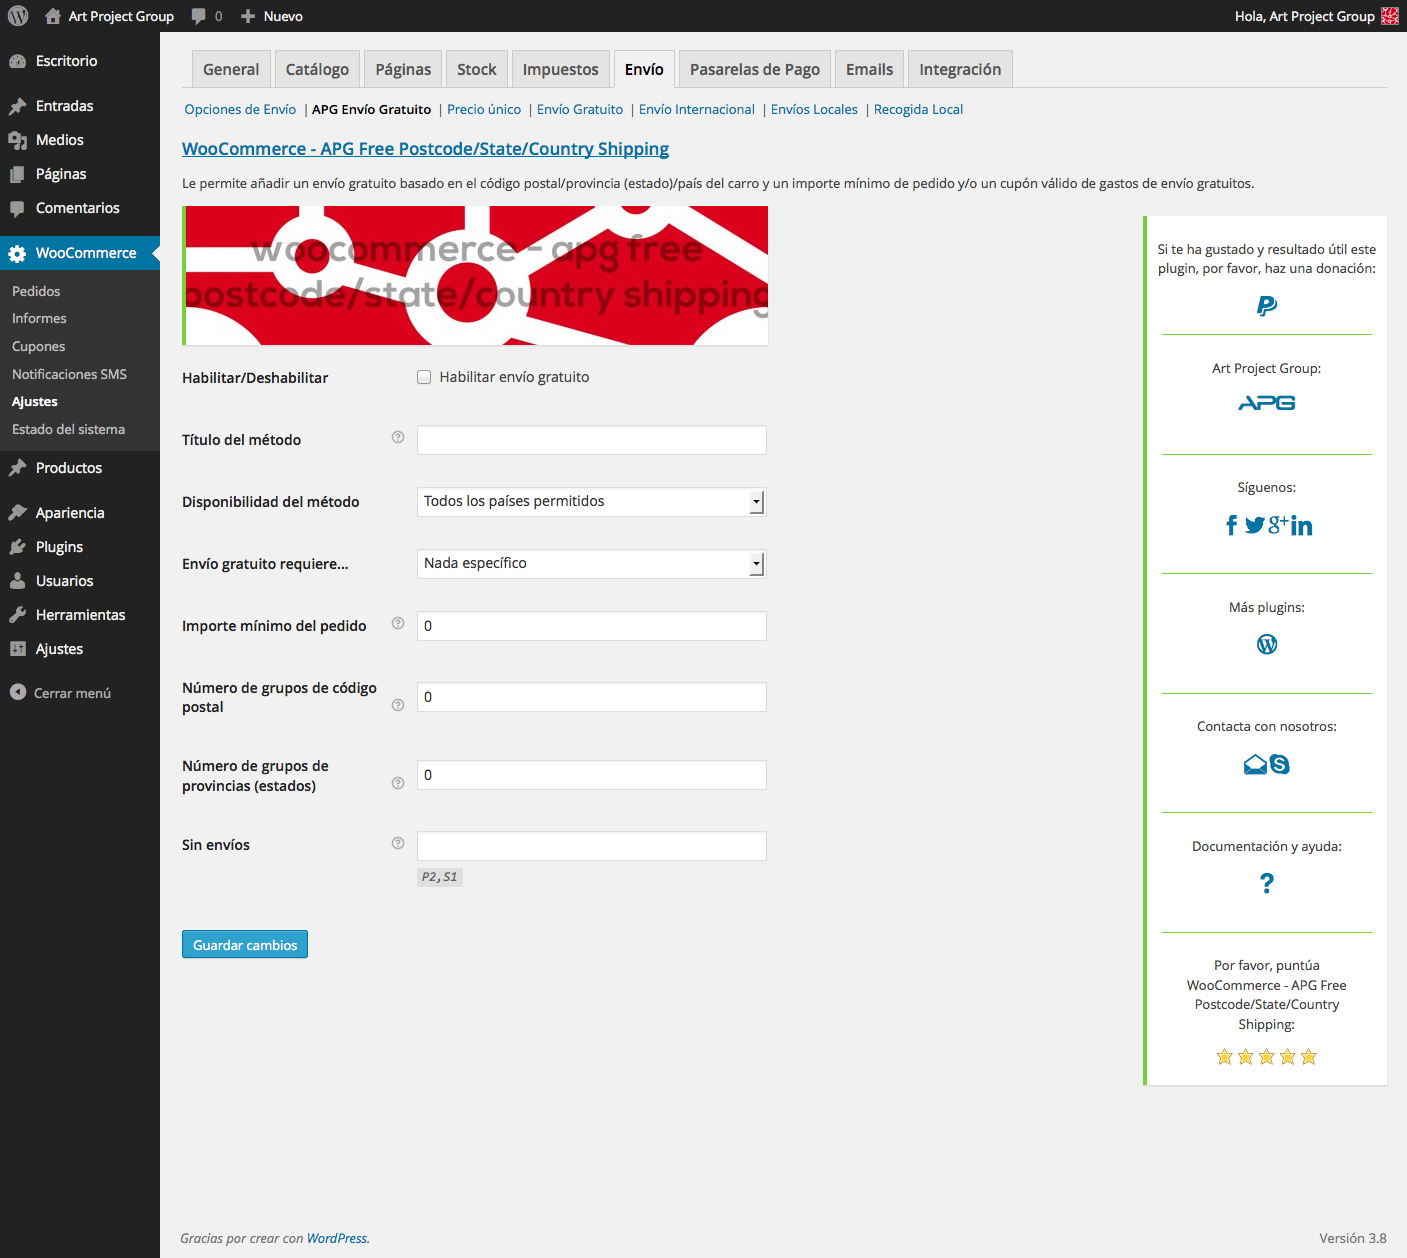 Art Project Group 0 Nuevo Hola, Art Project Group
Escritorio
Entradas
Medios
Páginas
Comentarios
WooCommerce
Pedidos
Informes
Cupones
Notificaciones SMS
Ajustes
Estado del sistema
Productos
Apariencia
Plugins
Usuarios
Herramientas
Ajustes
Cerrar menú
General Catálogo Páginas Stock Impuestos Envío Pasarelas de Pago Emails Integración
Opciones de Envío | APG Envío Gratuito | Precio único | Envío Gratuito | Envío Internacional | Envíos Locales | Recogida Local
WooCommerce - APG Free Postcode/State/Country Shipping
Le permite añadir un envío gratuito basado en el código postal/provincia (estado)/país del carro y un importe mínimo de pedido y/o un cupón válido de gastos de envío gratuitos.
woocommerce - apg free
postcode/state/country shipping
Habilitar/Deshabilitar Habilitar envío gratuito
Título del método ?
Disponibilidad del método Todos los países permitidos
Envío gratuito requiere... Nada específico
Importe mínimo del pedido ? 0
Número de grupos de código
postal ? 0
Número de grupos de
provincias (estados) ? 0
Sin envíos ?
P2,S1
Guardar cambios
Si te ha gustado y resultado útil este
plugin, por favor, haz una donación:
Art Project Group:
APG
Síguenos:
Más plugins:
Contacta con nosotros:
Documentación y ayuda:
?
Por favor, puntúa
WooCommerce - APG Free
Postcode/State/Country
Shipping:
Gracias por crear con WordPress. Versión 3.8